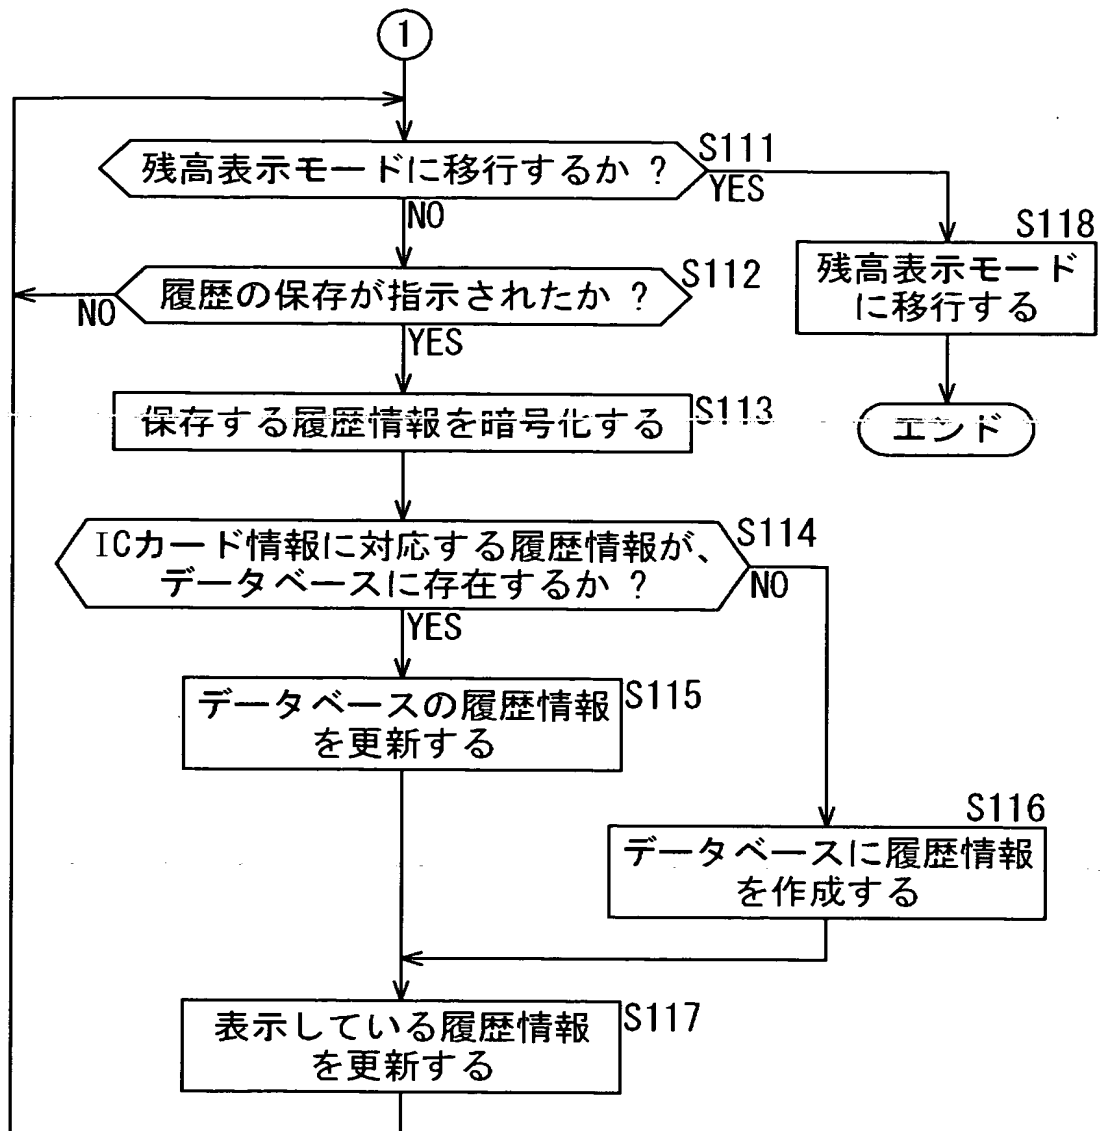 1
残高表示モードに移行するか ?
S111
YES
NO
S118
残高表示モード
に移行する
履歴の保存が指示されたか ?
S112
NO
YES
エンド
保存する履歴情報を暗号化する
S113
ICカード情報に対応する履歴情報が、
データベースに存在するか ?
S114
NO
YES
データベースの履歴情報
を更新する
S115
S116
データベースに履歴情報
を作成する
表示している履歴情報
を更新する
S117